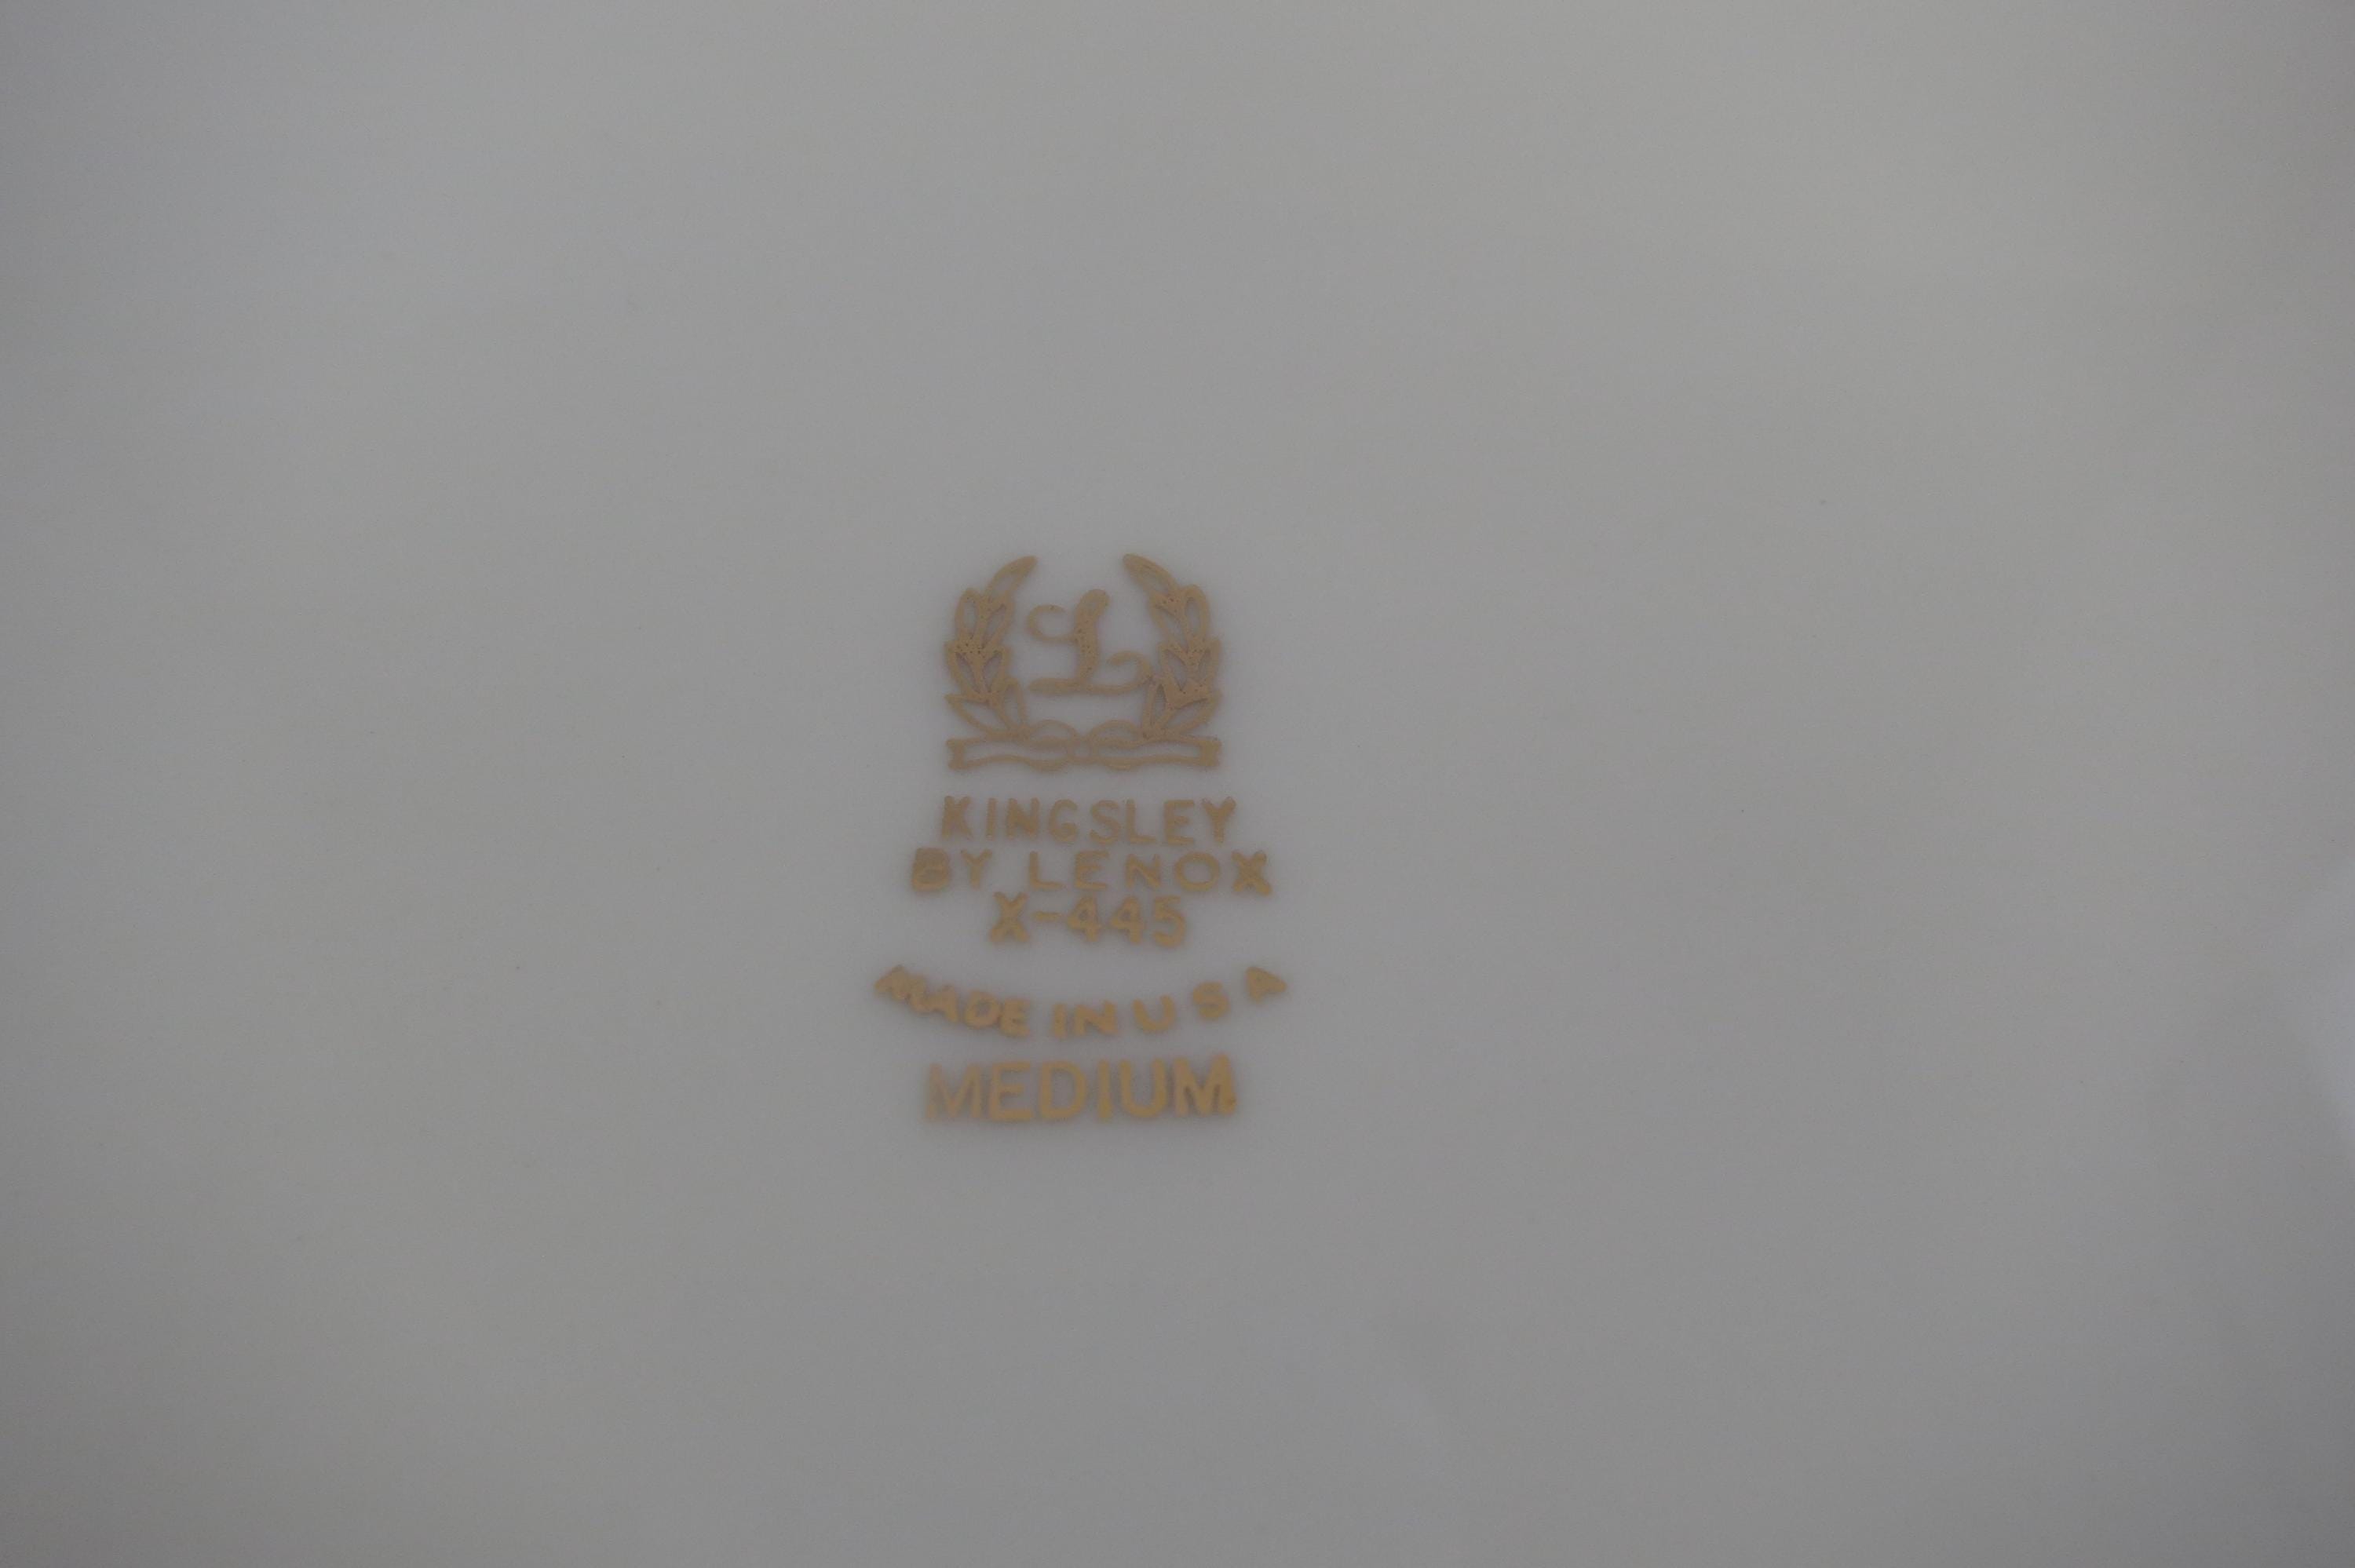 L
KINGSLEY
BY LENOX
X-445
MADE IN U S A
MEDIUM